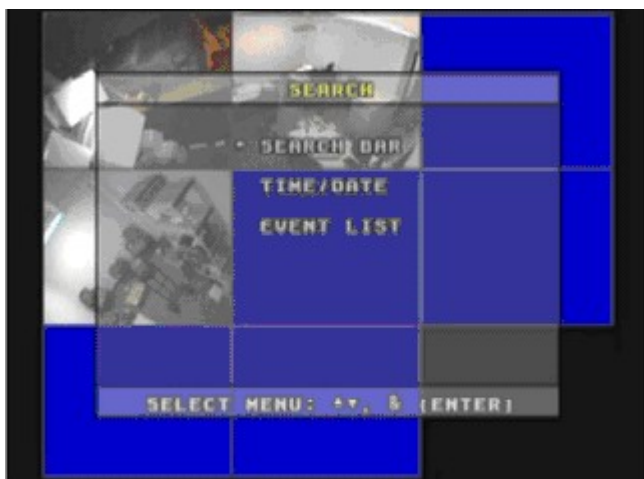 SEARCH
• SEARCH BAR
TIME/DATE
EVENT LIST
SELECT MENU: ▲▼, & (ENTER)